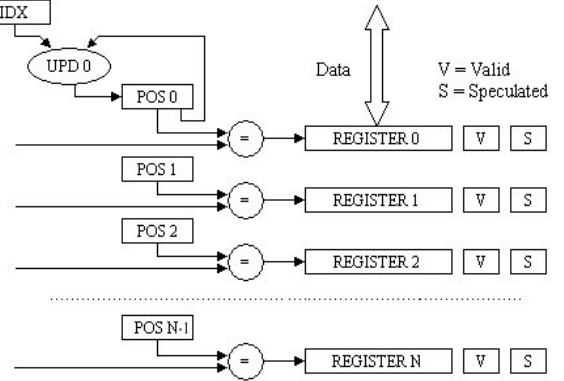 IDX
UPD 0
POS 0
Data
V = Valid
S = Speculated
= REGISTER 0 V S
POS 1
= REGISTER 1 V S
POS 2
= REGISTER 2 V S
POS N-1
= REGISTER N V S